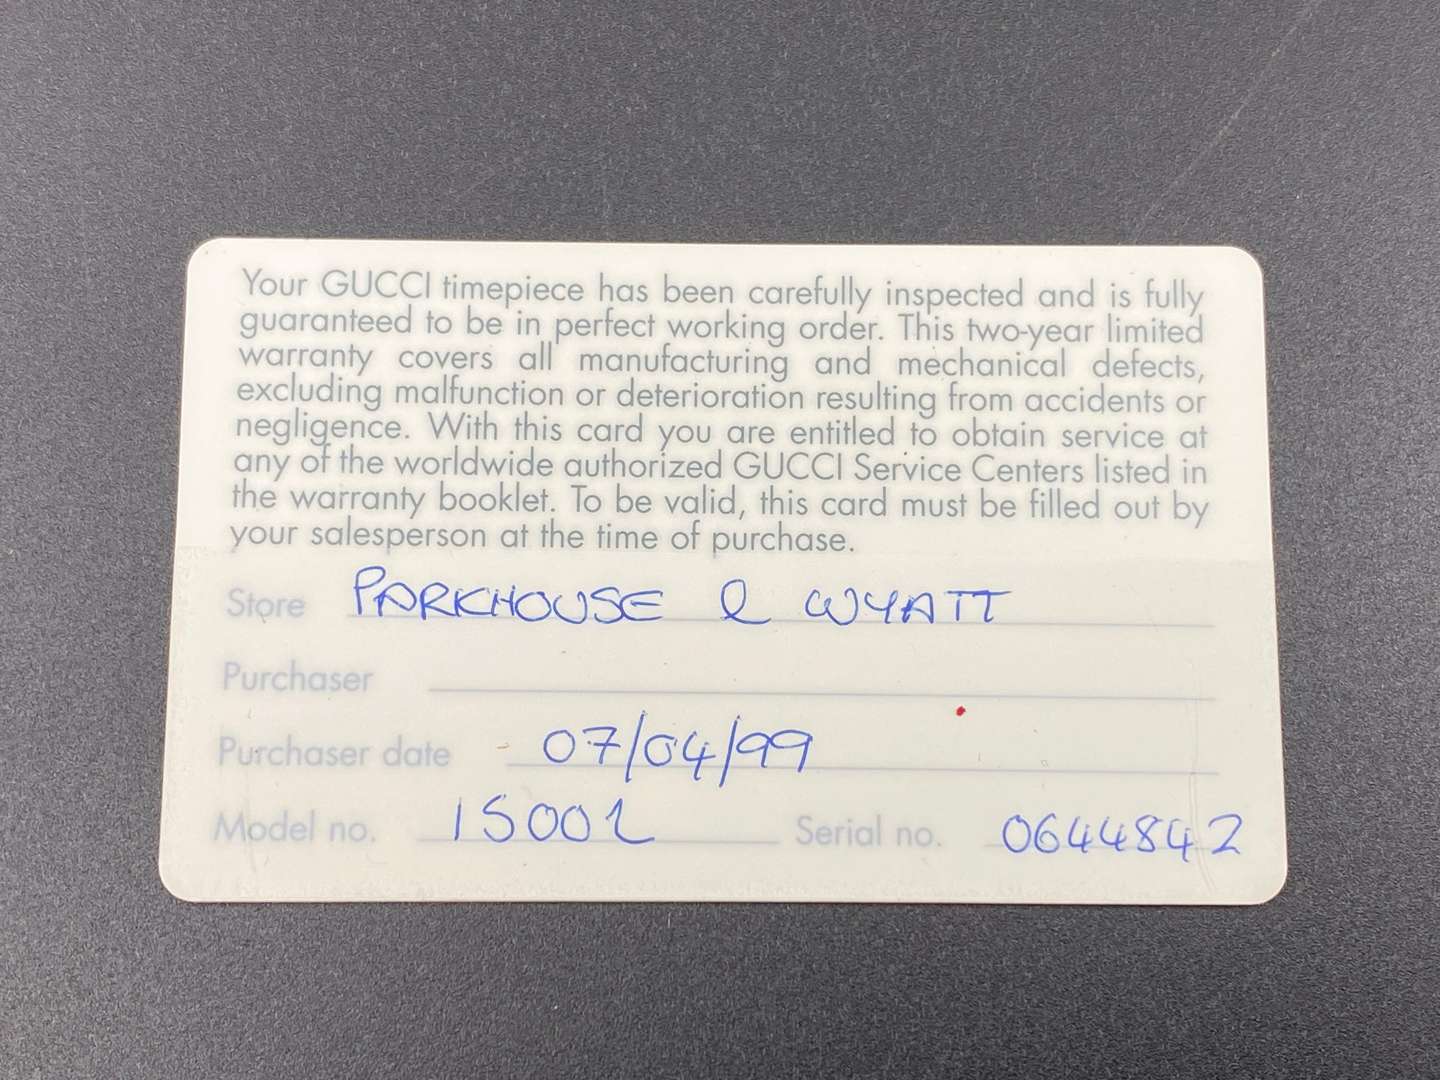 Your GUCCI timepiece has been carefully inspected and is fully
guaranteed to be in perfect working order. This two-year limited
warranty covers all manufacturing and mechanical defects,
excluding malfunction or deterioration resulting from accidents or
negligence. With this card you are entitled to obtain service at
any of the worldwide authorized GUCCI Service Centers listed in
the warranty booklet. To be valid, this card must be filled out by
your salesperson at the time of purchase.
Store PARKHOUSE & WYATT
Purchaser
Purchaser date 07/04/99
Model no. 1500L Serial no. 0644842